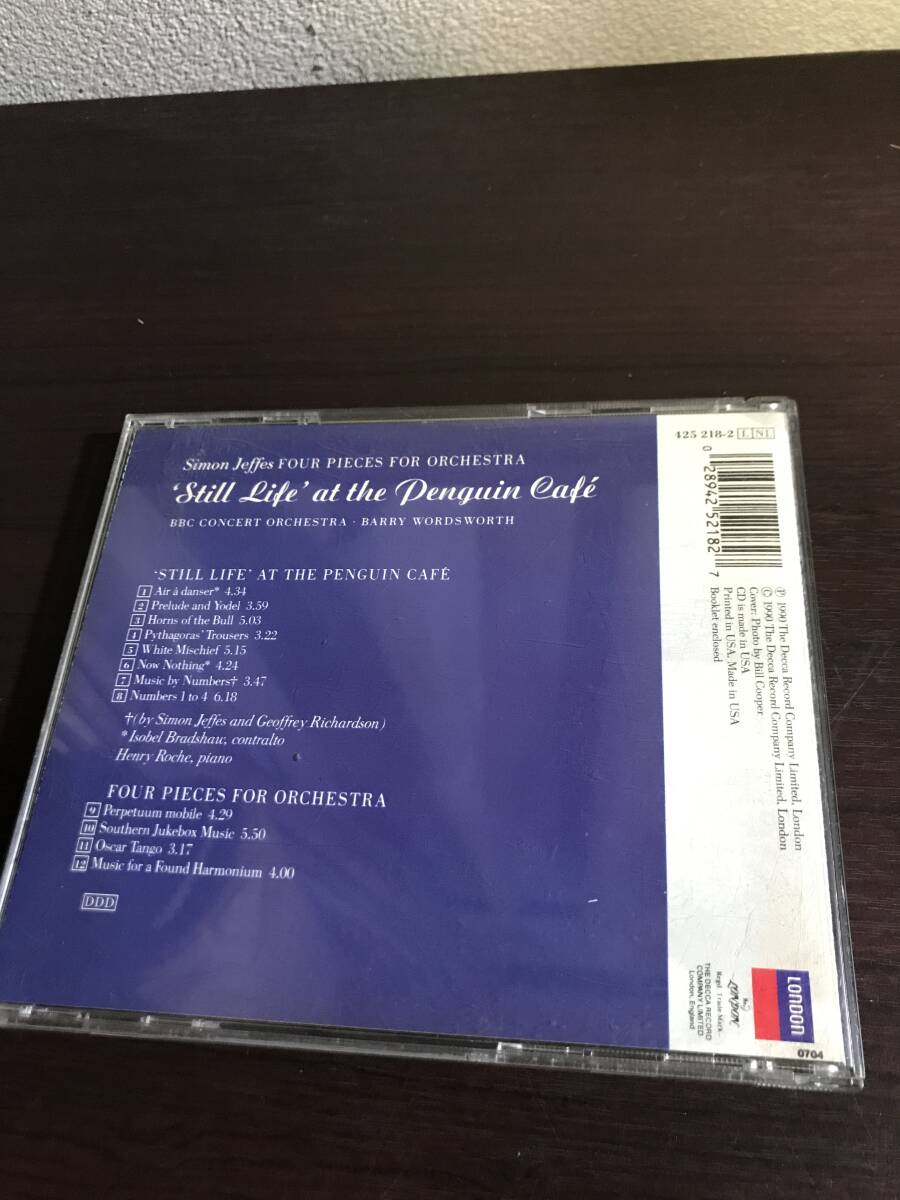 Simon Jeffes FOUR PIECES FOR ORCHESTRA
‘Still Life’ at the Penguin Café
BBC CONCERT ORCHESTRA · BARRY WORDSWORTH
‘STILL LIFE’ AT THE PENGUIN CAFÉ
1 Air à danser* 4.34
2 Prelude and Yodel 3.59
3 Horns of the Bull 5.03
4 Pythagoras’ Trousers 3.22
5 White Mischief 5.15
6 Now Nothing* 4.24
7 Music by Numbers† 3.47
8 Numbers 1 to 4 6.18
†(by Simon Jeffes and Geoffrey Richardson)
*Isobel Bradshaw, contralto
Henry Roche, piano
FOUR PIECES FOR ORCHESTRA
9 Perpetuum mobile 4.29
10 Southern Jukebox Music 5.50
11 Oscar Tango 3.17
12 Music for a Found Harmonium 4.00
DDD
425 218-2 L NL
0 28942 52182 7
℗ 1990 The Decca Record Company Limited, London
© 1990 The Decca Record Company Limited, London
Cover: Photo by Bill Cooper
CD is made in USA
Printed in USA, Made in USA
Booklet enclosed
LONDON
Reg
LONDON
Regd. Trade Mark–
THE DECCA RECORD
COMPANY LIMITED
London, England
0704